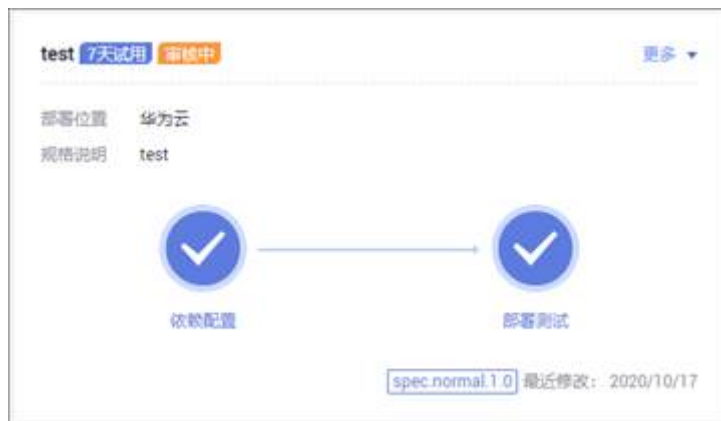 test 7天试用 审核中 更多
部署位置 华为云
规格说明 test
依赖配置 部署测试
spec.normal.1.0 最近修改： 2020/10/17